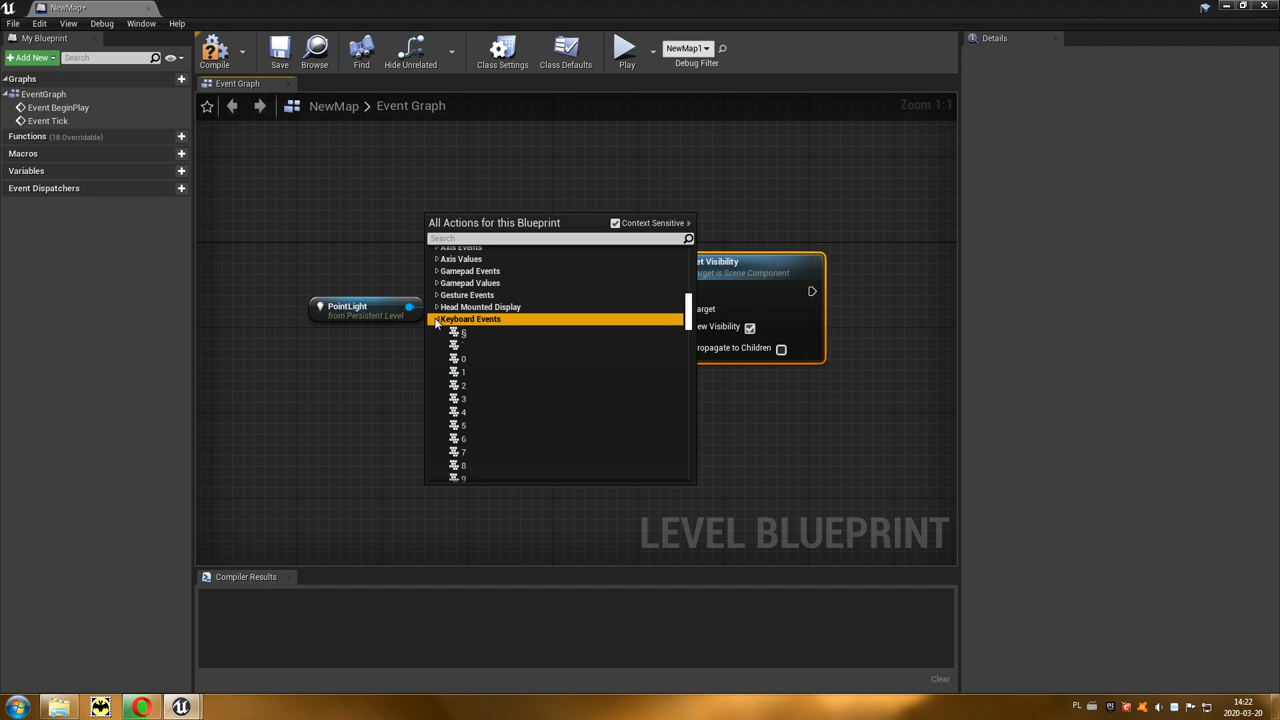 NewMap*
File Edit View Debug Window Help
My Blueprint
Add New
Search
Graphs
EventGraph
Event BeginPlay
Event Tick
Functions (18 Overridable)
Macros
Variables
Event Dispatchers
Compile
Save
Browse
Find
Hide Unrelated
Class Settings
Class Defaults
Play
NewMap1
Debug Filter
Event Graph
NewMap > Event Graph
Zoom 1:1
PointLight
from Persistent Level
All Actions for this Blueprint
Context Sensitive
Search
Axis Events
Axis Values
Gamepad Events
Gamepad Values
Gesture Events
Head Mounted Display
Keyboard Events
§
`
0
1
2
3
4
5
6
7
8
9
et Visibility
arget is Scene Component
arget
ew Visibility
ropagate to Children
LEVEL BLUEPRINT
Compiler Results
Clear
Details
PL
14:22
2020-03-20